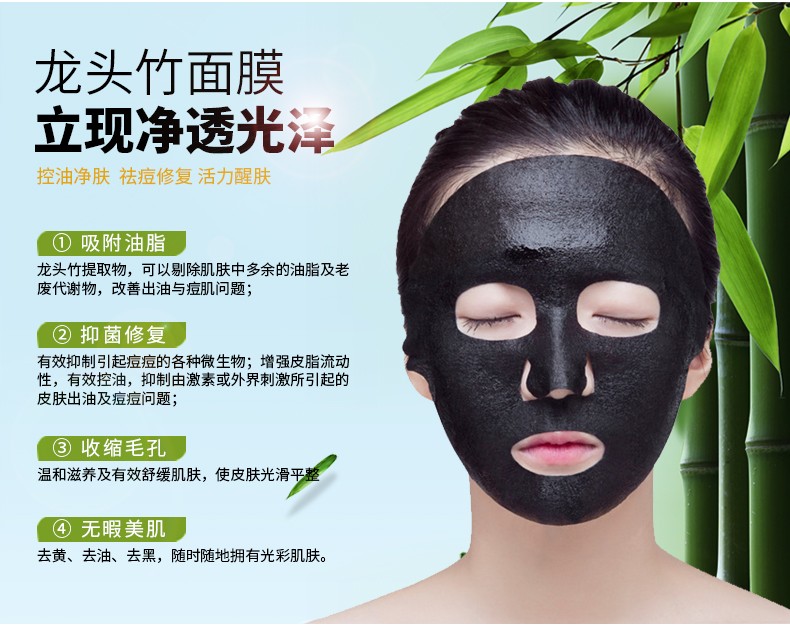 龙头竹面膜
立现净透光泽
控油净肤 祛痘修复 活力醒肤
① 吸附油脂
龙头竹提取物，可以剔除肌肤中多余的油脂及老
废代谢物，改善出油与痘肌问题；
② 抑菌修复
有效抑制引起痘痘的各种微生物；增强皮脂流动
性，有效控油，抑制由激素或外界刺激所引起的
皮肤出油及痘痘问题；
③ 收缩毛孔
温和滋养及有效舒缓肌肤，使皮肤光滑平整
④ 无暇美肌
去黄、去油、去黑，随时随地拥有光彩肌肤。